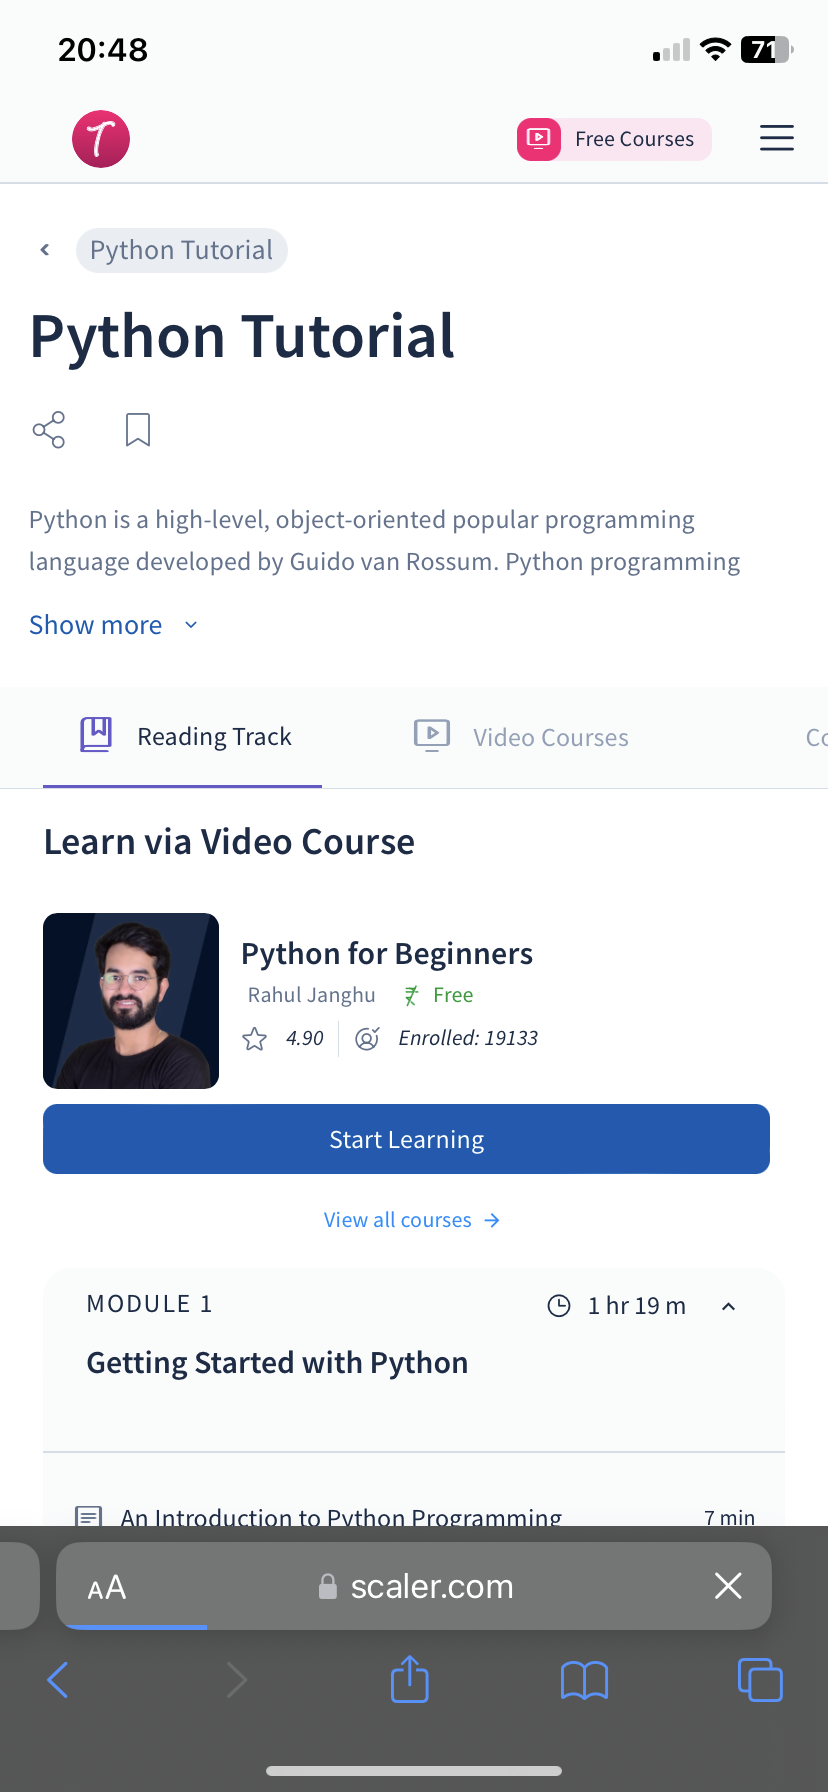 20:48
71
T
Free Courses
Python Tutorial
Python Tutorial
Python is a high-level, object-oriented popular programming
language developed by Guido van Rossum. Python programming
Show more
Reading Track
Video Courses
Co
Learn via Video Course
Python for Beginners
Rahul Janghu
Free
4.90
Enrolled: 19133
Start Learning
View all courses →
MODULE 1
1 hr 19 m
Getting Started with Python
An Introduction to Python Programming
7 min
AA
scaler.com